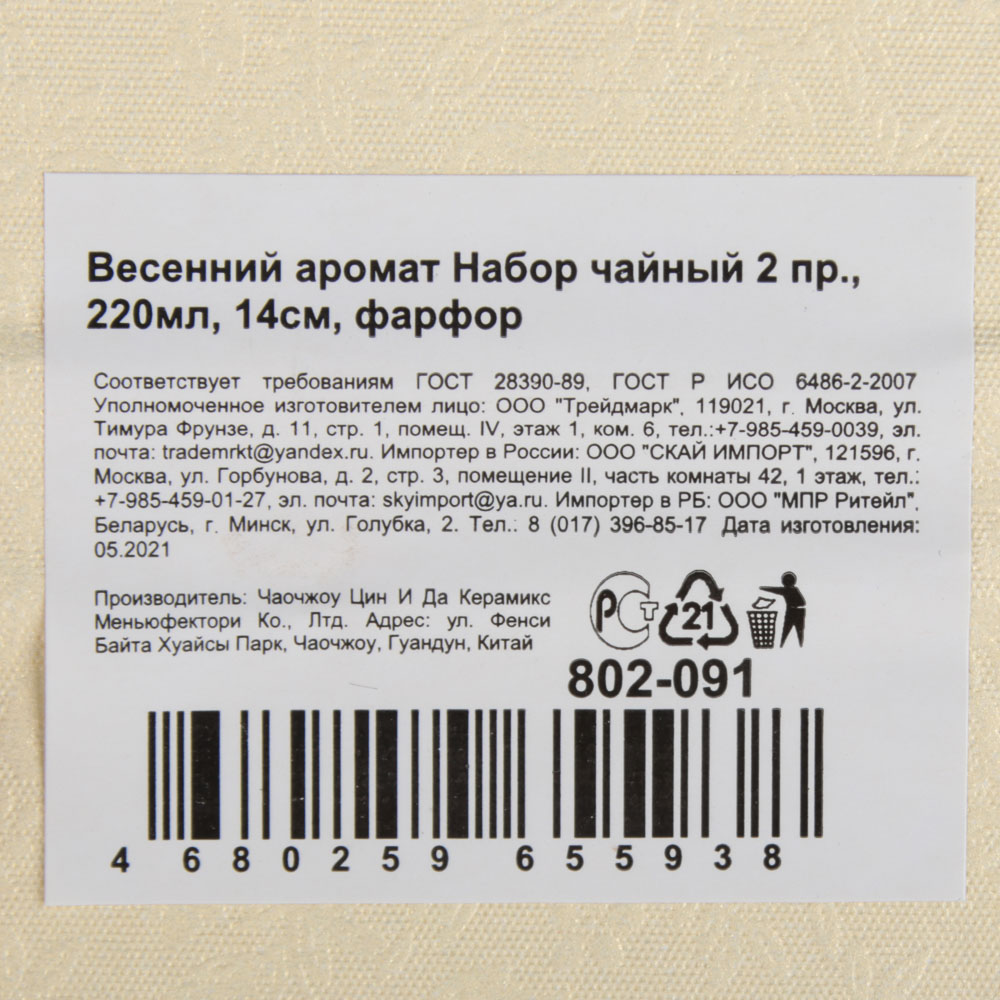 Весенний аромат Набор чайный 2 пр.,
220мл, 14см, фарфор
Соответствует требованиям ГОСТ 28390-89, ГОСТ Р ИСО 6486-2-2007
Уполномоченное изготовителем лицо: ООО "Трейдмарк", 119021, г. Москва, ул.
Тимура Фрунзе, д. 11, стр. 1, помещ. IV, этаж 1, ком. 6, тел.:+7-985-459-0039, эл.
почта: trademrkt@yandex.ru. Импортер в России: ООО "СКАЙ ИМПОРТ", 121596, г.
Москва, ул. Горбунова, д. 2, стр. 3, помещение II, часть комнаты 42, 1 этаж, тел.:
+7-985-459-01-27, эл. почта: skyimport@ya.ru. Импортер в РБ: ООО "МПР Ритейл".
Беларусь, г. Минск, ул. Голубка, 2. Тел.: 8 (017) 396-85-17 Дата изготовления:
05.2021
Производитель: Чаочжоу Цин И Да Керамикс
Меньюфектори Ко., Лтд. Адрес: ул. Фенси
Байта Хуайсы Парк, Чаочжоу, Гуандун, Китай
РСТ 21
802-091
4 680259 655938